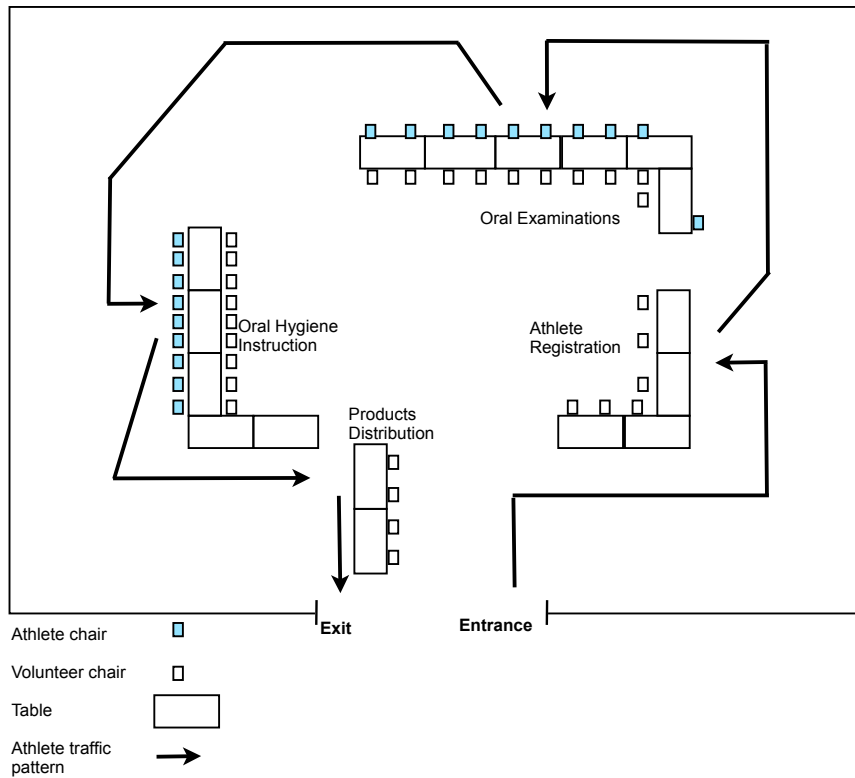 Oral Examinations
Athlete
Registration
Oral Hygiene
Instruction
Products
Distribution
Exit
Entrance
Athlete chair
Volunteer chair
Table
Athlete traffic
pattern